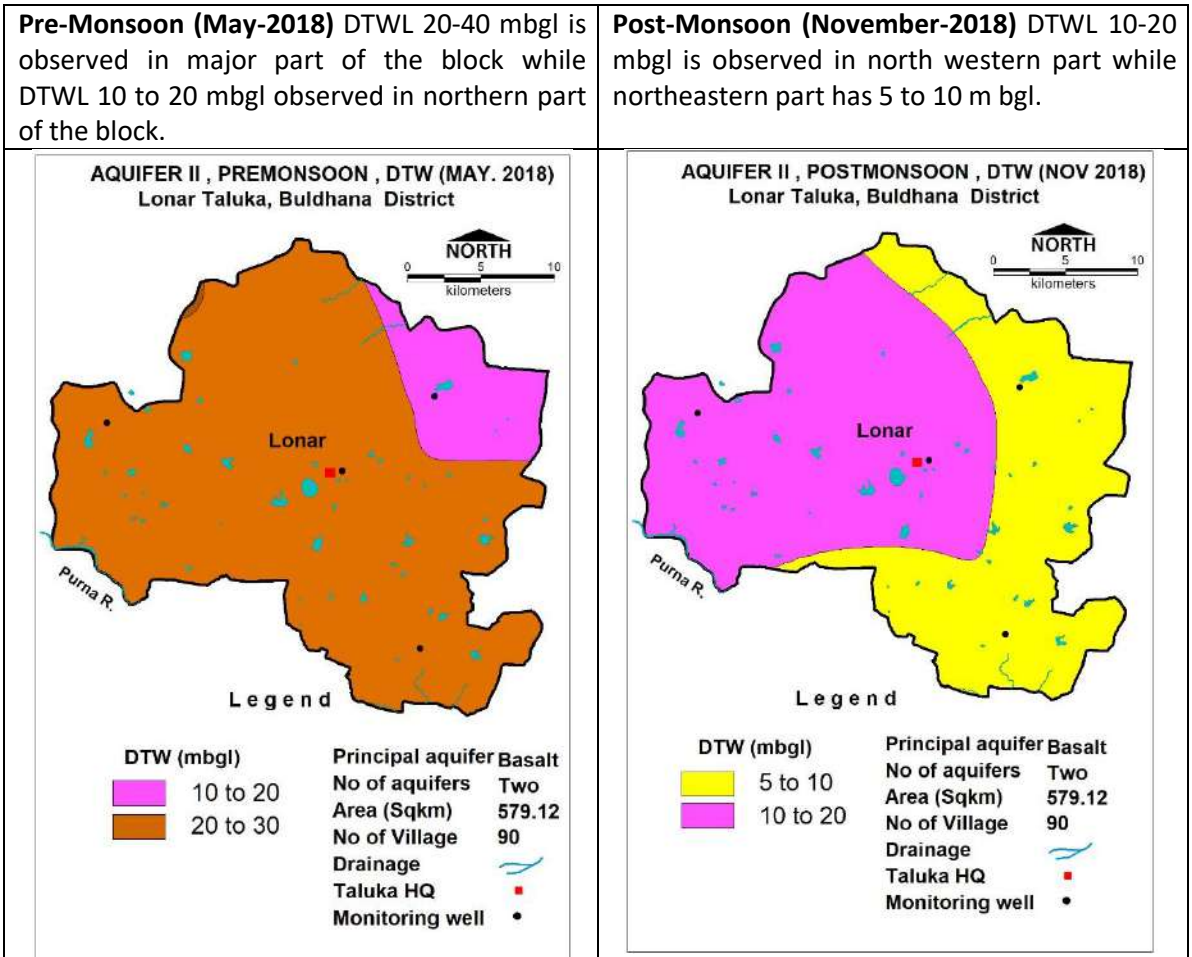 Pre-Monsoon (May-2018) DTWL 20-40 mbgl is
observed in major part of the block while
DTWL 10 to 20 mbgl observed in northern part
of the block.
Post-Monsoon (November-2018) DTWL 10-20
mbgl is observed in north western part while
northeastern part has 5 to 10 m bgl.
AQUIFER II , PREMONSOON , DTW (MAY. 2018)
Lonar Taluka, Buldhana District
NORTH
0 5 10
kilometers
Lonar
Purna R.
Legend
DTW (mbgl)
10 to 20
20 to 30
Principal aquifer Basalt
No of aquifers Two
Area (Sqkm) 579.12
No of Village 90
Drainage
Taluka HQ
Monitoring well
AQUIFER II , POSTMONSOON , DTW (NOV 2018)
Lonar Taluka, Buldhana District
NORTH
0 5 10
kilometers
Lonar
Purna R.
Legend
DTW (mbgl)
5 to 10
10 to 20
Principal aquifer Basalt
No of aquifers Two
Area (Sqkm) 579.12
No of Village 90
Drainage
Taluka HQ
Monitoring well